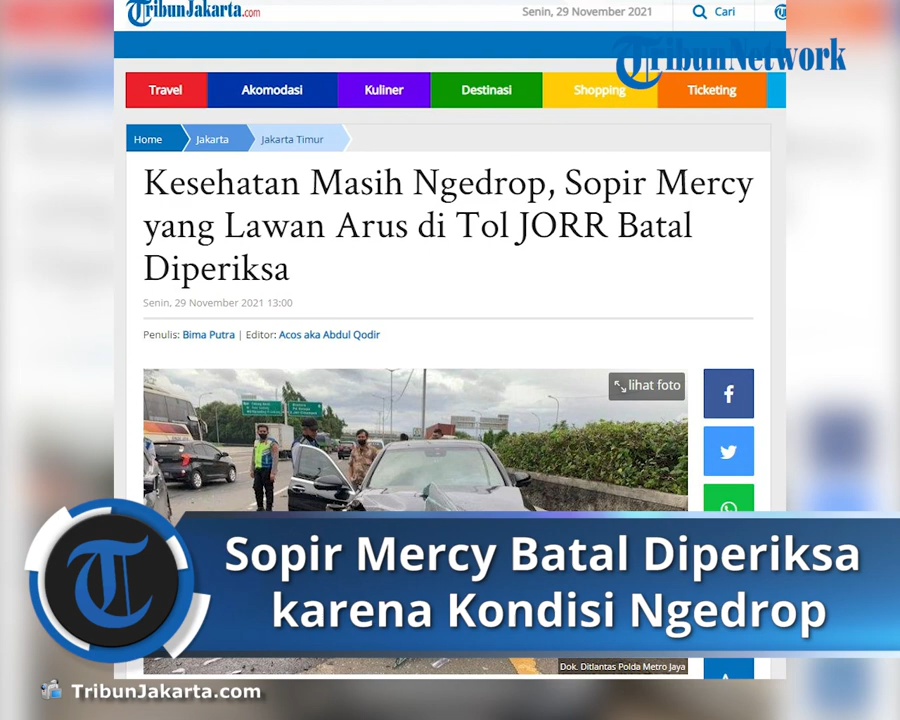 TribunJakarta.com
Senin, 29 November 2021
Cari
TribunNetwork
Travel
Akomodasi
Kuliner
Destinasi
Shopping
Ticketing
Home
Jakarta
Jakarta Timur
Kesehatan Masih Ngedrop, Sopir Mercy
yang Lawan Arus di Tol JORR Batal
Diperiksa
Senin, 29 November 2021 13:00
Penulis: Bima Putra | Editor: Acos aka Abdul Qodir
lihat foto
Sopir Mercy Batal Diperiksa
karena Kondisi Ngedrop
Dok. Ditlantas Polda Metro Jaya
TribunJakarta.com